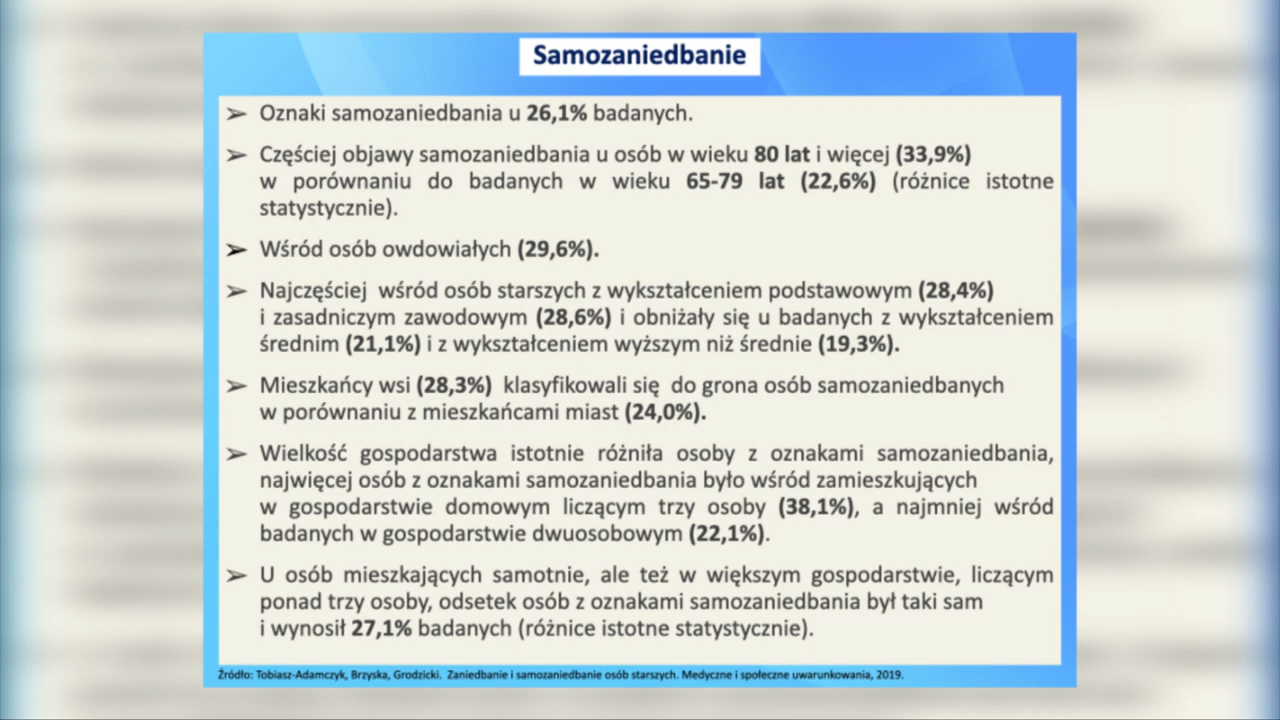 Samozaniedbanie
➢ Oznaki samozaniedbania u 26,1% badanych.
➢ Częściej objawy samozaniedbania u osób w wieku 80 lat i więcej (33,9%)
w porównaniu do badanych w wieku 65-79 lat (22,6%) (różnice istotne
statystycznie).
➢ Wśród osób owdowiałych (29,6%).
➢ Najczęściej wśród osób starszych z wykształceniem podstawowym (28,4%)
i zasadniczym zawodowym (28,6%) i obniżały się u badanych z wykształceniem
średnim (21,1%) i z wykształceniem wyższym niż średnie (19,3%).
➢ Mieszkańcy wsi (28,3%) klasyfikowali się do grona osób samozaniedbanych
w porównaniu z mieszkańcami miast (24,0%).
➢ Wielkość gospodarstwa istotnie różniła osoby z oznakami samozaniedbania,
najwięcej osób z oznakami samozaniedbania było wśród zamieszkujących
w gospodarstwie domowym liczącym trzy osoby (38,1%), a najmniej wśród
badanych w gospodarstwie dwuosobowym (22,1%).
➢ U osób mieszkających samotnie, ale też w większym gospodarstwie, liczącym
ponad trzy osoby, odsetek osób z oznakami samozaniedbania był taki sam
i wynosił 27,1% badanych (różnice istotne statystycznie).
Źródło: Tobiasz-Adamczyk, Brzyska, Grodzicki. Zaniedbanie i samozaniedbanie osób starszych. Medyczne i społeczne uwarunkowania, 2019.